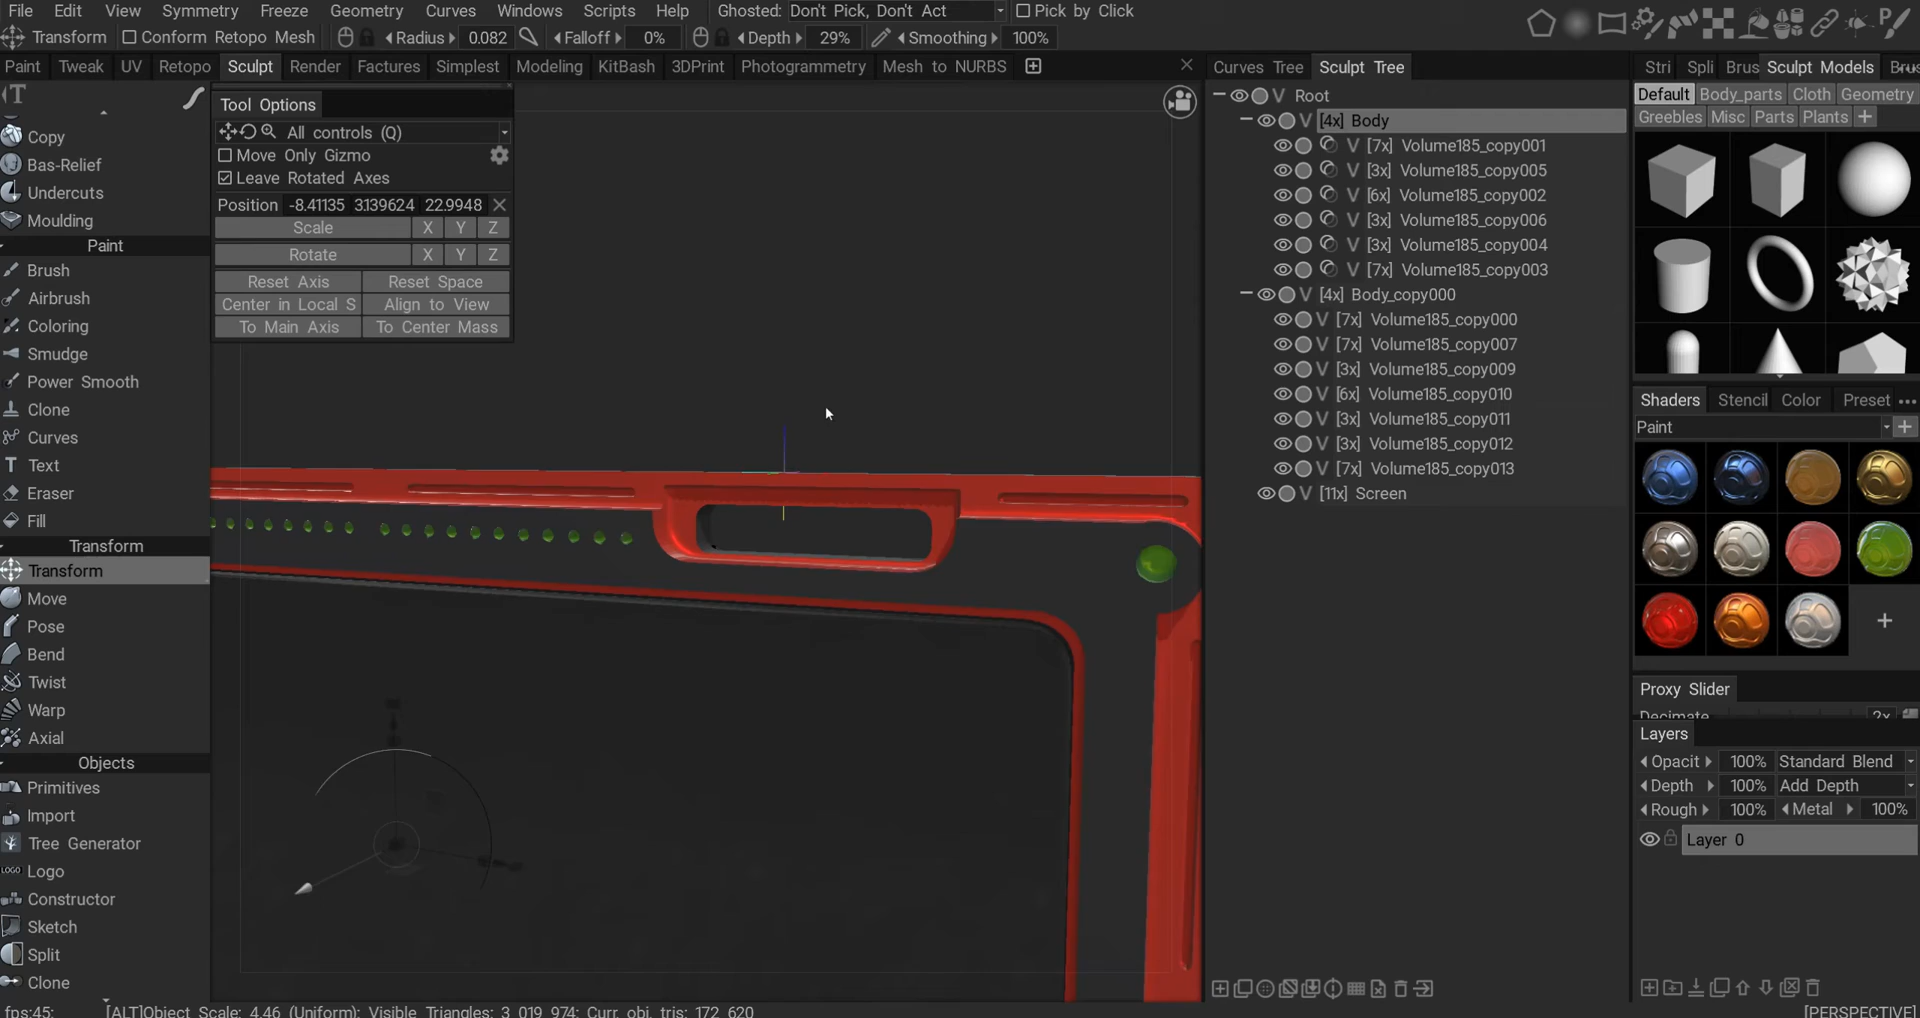 File Edit View Symmetry Freeze Geometry Curves Windows Scripts Help Ghosted: Don't Pick, Don't Act Pick by Click
Transform Conform Retopo Mesh Radius 0.082 Falloff 0% Depth 29% Smoothing 100%
Paint Tweak UV Retopo Sculpt Render Factures Simplest Modeling KitBash 3DPrint Photogrammetry Mesh to NURBS
T
Copy
Bas-Relief
Undercuts
Moulding
Paint
Brush
Airbrush
Coloring
Smudge
Power Smooth
Clone
Curves
Text
Eraser
Fill
Transform
Transform
Move
Pose
Bend
Twist
Warp
Axial
Objects
Primitives
Import
Tree Generator
LOGO Logo
Constructor
Sketch
Split
Clone
Tool Options
All controls (Q)
Move Only Gizmo
Leave Rotated Axes
Position -8.41135 3.139624 22.9948
Scale X Y Z
Rotate X Y Z
Reset Axis Reset Space
Center in Local S Align to View
To Main Axis To Center Mass
Curves Tree Sculpt Tree
V Root
V [4x] Body
V [7x] Volume185_copy001
V [3x] Volume185_copy005
V [6x] Volume185_copy002
V [3x] Volume185_copy006
V [3x] Volume185_copy004
V [7x] Volume185_copy003
V [4x] Body_copy000
V [7x] Volume185_copy000
V [7x] Volume185_copy007
V [3x] Volume185_copy009
V [6x] Volume185_copy010
V [3x] Volume185_copy011
V [3x] Volume185_copy012
V [7x] Volume185_copy013
V [11x] Screen
Stri Spli Brus Sculpt Models
Default Body_parts Cloth Geometry
Greebles Misc Parts Plants
Shaders Stencil Color Preset
Paint
Proxy Slider
Decimate 2x
Layers
Opacit 100% Standard Blend
Depth 100% Add Depth
Rough 100% Metal 100%
Layer 0
fps:45; [ALT]Object Scale: 4.46 (Uniform); Visible Triangles: 3 019 974; Curr. obj. tris: 172 620
[PERSPECTIVE]